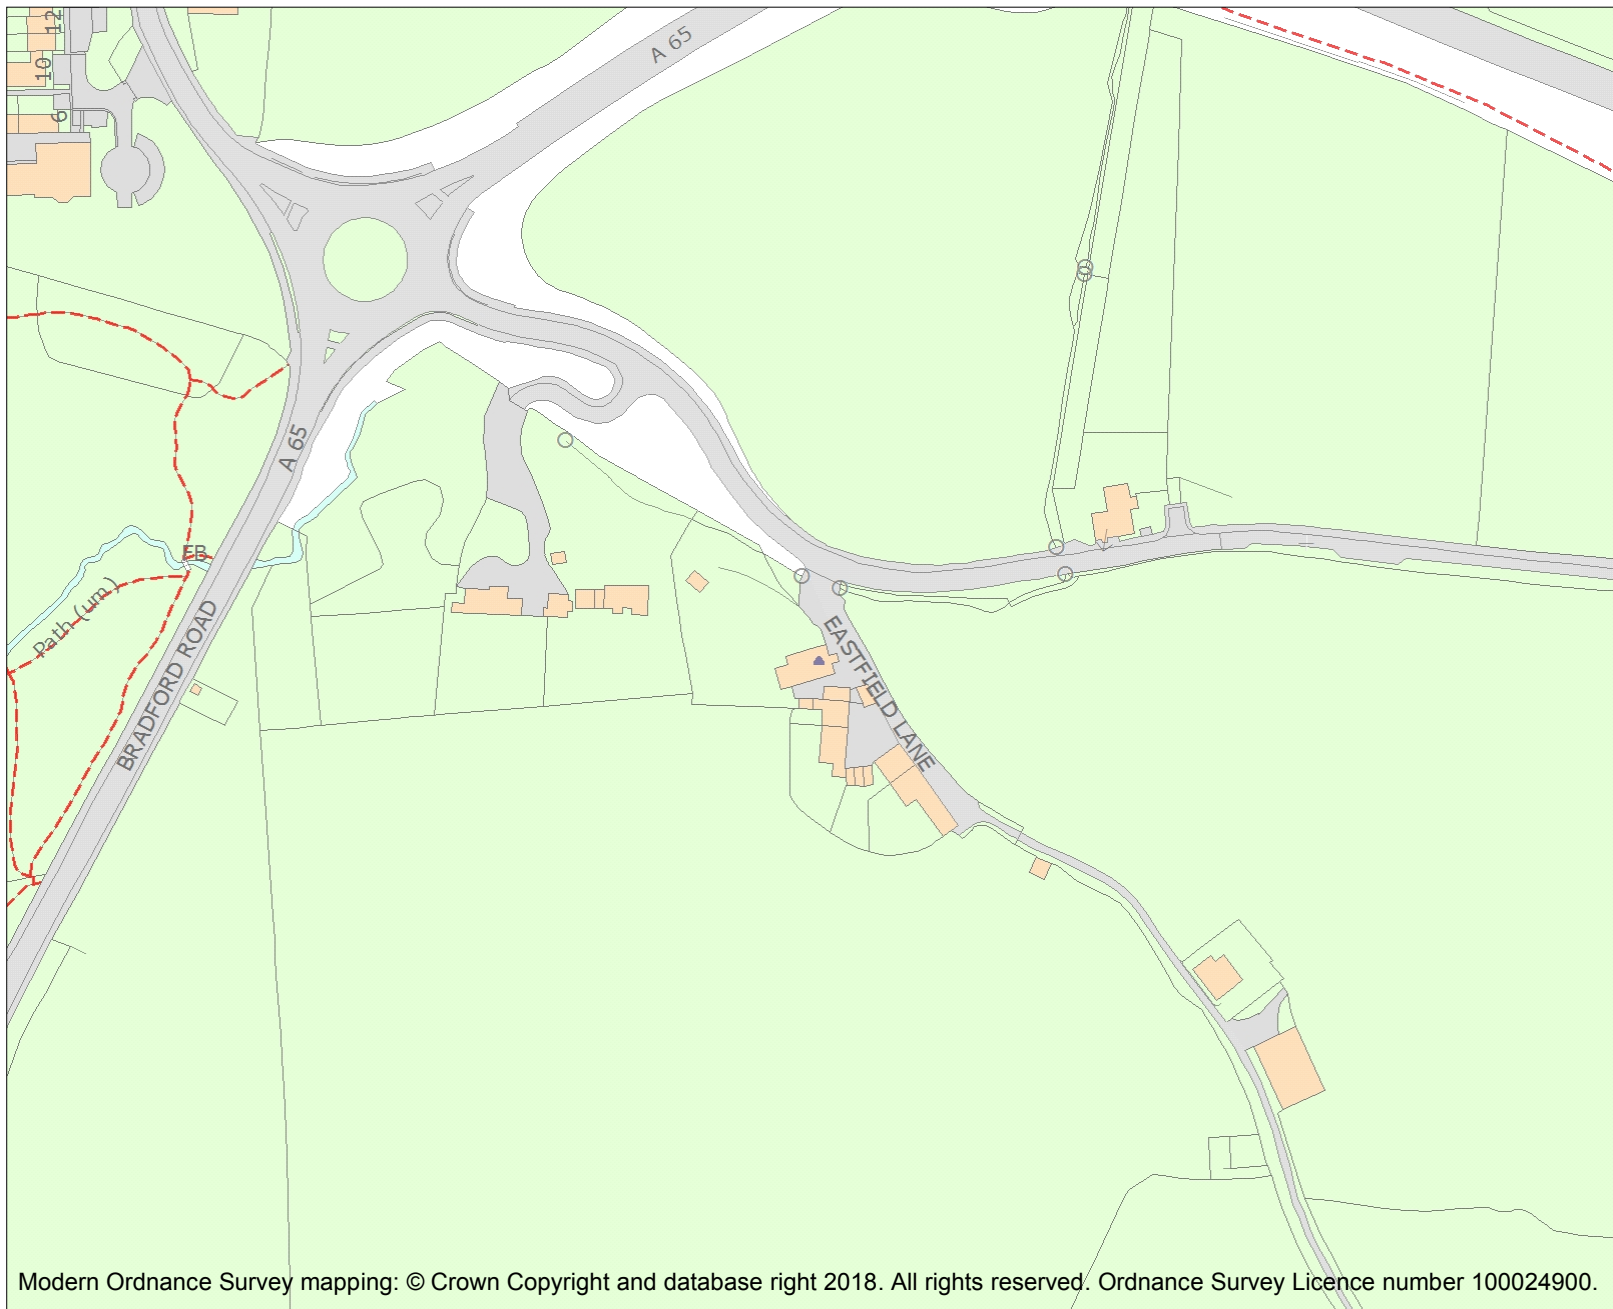 12
A 65
10
6
A 65
FB
Path (um)
BRADFORD ROAD
EASTFIELD LANE
Modern Ordnance Survey mapping: © Crown Copyright and database right 2018. All rights reserved. Ordnance Survey Licence number 100024900.